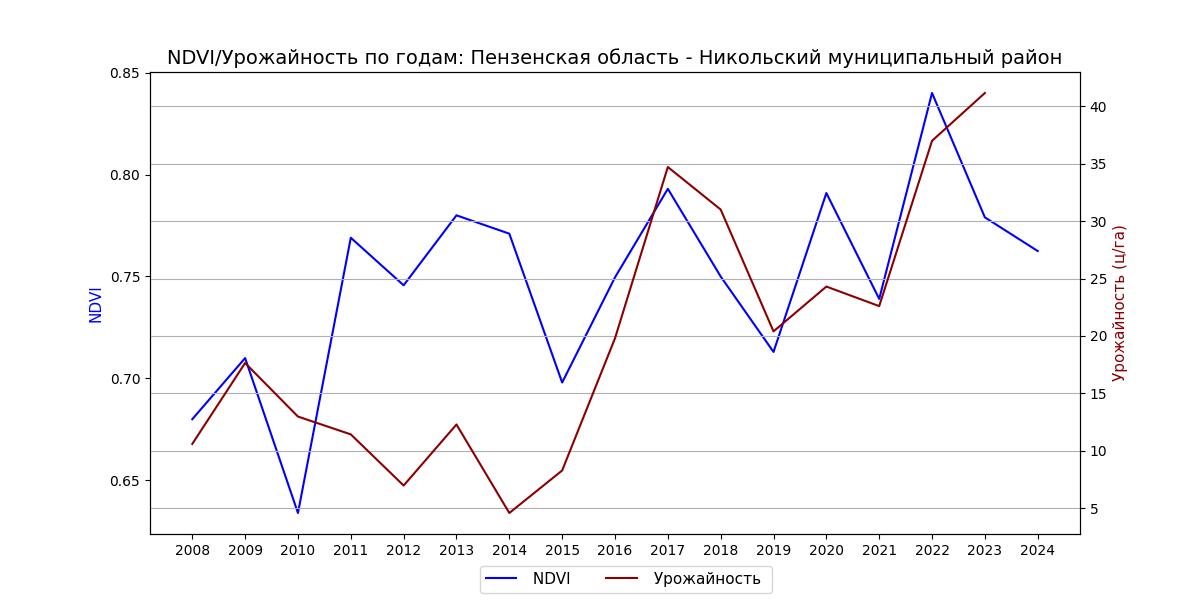 NDVI/Урожайность по годам: Пензенская область - Никольский муниципальный район
0.85
0.80
0.75
0.70
0.65
NDVI
40
35
30
25
20
15
10
5
Урожайность (ц/га)
2008 2009 2010 2011 2012 2013 2014 2015 2016 2017 2018 2019 2020 2021 2022 2023 2024
NDVI Урожайность